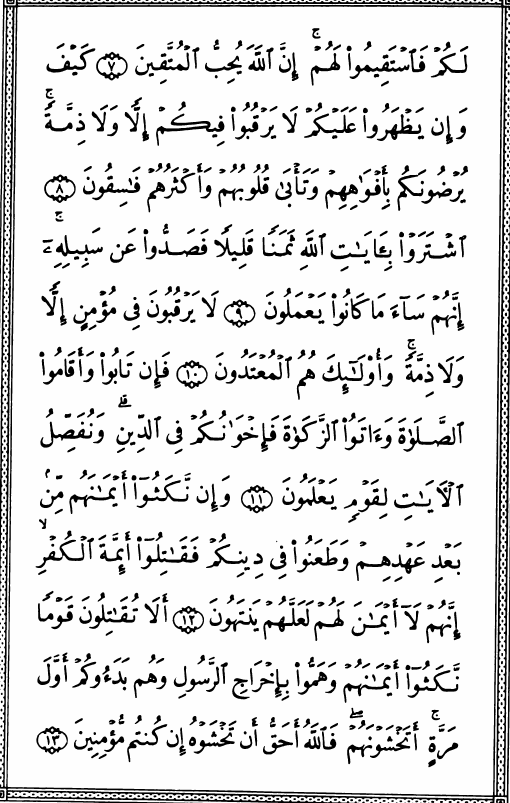 لَكُمْ فَٱسْتَقِيمُوا۟ لَهُمْ ۚ إِنَّ ٱللَّهَ يُحِبُّ ٱلْمُتَّقِينَ ۝٧ كَيْفَ
وَإِن يَظْهَرُوا۟ عَلَيْكُمْ لَا يَرْقُبُوا۟ فِيكُمْ إِلًّا وَلَا ذِمَّةً ۚ
يُرْضُونَكُم بِأَفْوَٰهِهِمْ وَتَأْبَىٰ قُلُوبُهُمْ وَأَكْثَرُهُمْ فَٰسِقُونَ ۝٨
ٱشْتَرَوْا۟ بِـَٔايَٰتِ ٱللَّهِ ثَمَنًا قَلِيلًا فَصَدُّوا۟ عَن سَبِيلِهِۦٓ ۚ
إِنَّهُمْ سَآءَ مَا كَانُوا۟ يَعْمَلُونَ ۝٩ لَا يَرْقُبُونَ فِى مُؤْمِنٍ إِلًّا
وَلَا ذِمَّةً ۚ وَأُو۟لَٰٓئِكَ هُمُ ٱلْمُعْتَدُونَ ۝١٠ فَإِن تَابُوا۟ وَأَقَامُوا۟
ٱلصَّلَوٰةَ وَءَاتَوُا۟ ٱلزَّكَوٰةَ فَإِخْوَٰنُكُمْ فِى ٱلدِّينِ ۗ وَنُفَصِّلُ
ٱلْـَٔايَٰتِ لِقَوْمٍ يَعْلَمُونَ ۝١١ وَإِن نَّكَثُوٓا۟ أَيْمَٰنَهُم مِّنۢ
بَعْدِ عَهْدِهِمْ وَطَعَنُوا۟ فِى دِينِكُمْ فَقَٰتِلُوٓا۟ أَئِمَّةَ ٱلْكُفْرِ ۙ
إِنَّهُمْ لَآ أَيْمَٰنَ لَهُمْ لَعَلَّهُمْ يَنتَهُونَ ۝١٢ أَلَا تُقَٰتِلُونَ قَوْمًا
نَّكَثُوٓا۟ أَيْمَٰنَهُمْ وَهَمُّوا۟ بِإِخْرَاجِ ٱلرَّسُولِ وَهُم بَدَءُوكُمْ أَوَّلَ
مَرَّةٍ ۚ أَتَخْشَوْنَهُمْ ۖ فَٱللَّهُ أَحَقُّ أَن تَخْشَوْهُ إِن كُنتُم مُّؤْمِنِينَ ۝١٣